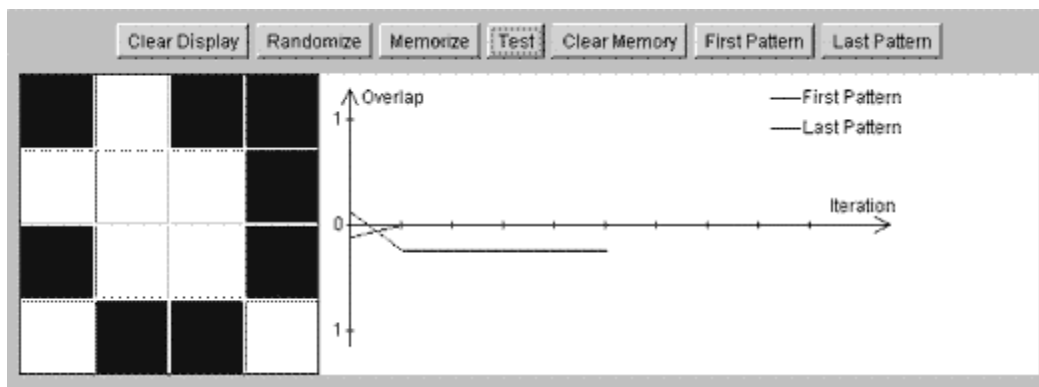 Clear Display Randomize Memorize Test Clear Memory First Pattern Last Pattern
Overlap
First Pattern
1
Last Pattern
Iteration
0
1